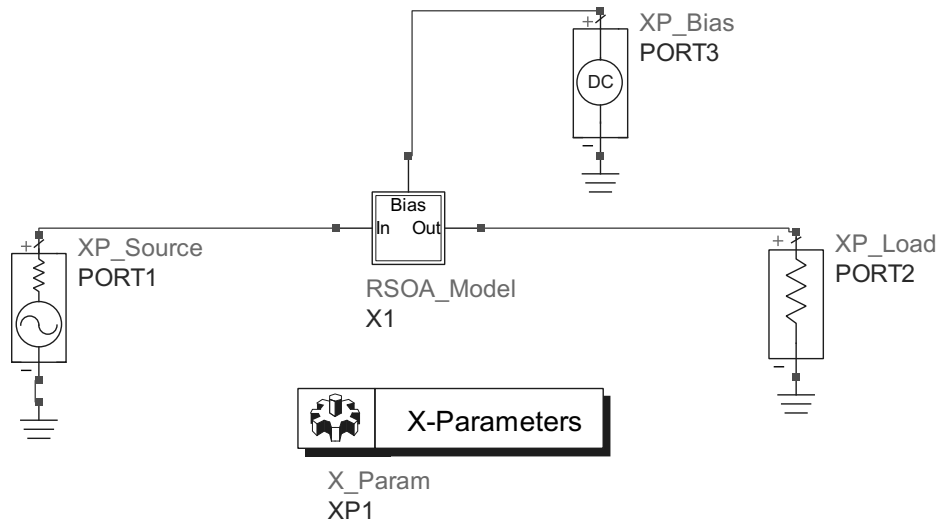 XP_Bias
PORT3
+
DC
−
Bias
In Out
RSOA_Model
X1
+
XP_Source
PORT1
−
+
XP_Load
PORT2
−
X-Parameters
X_Param
XP1